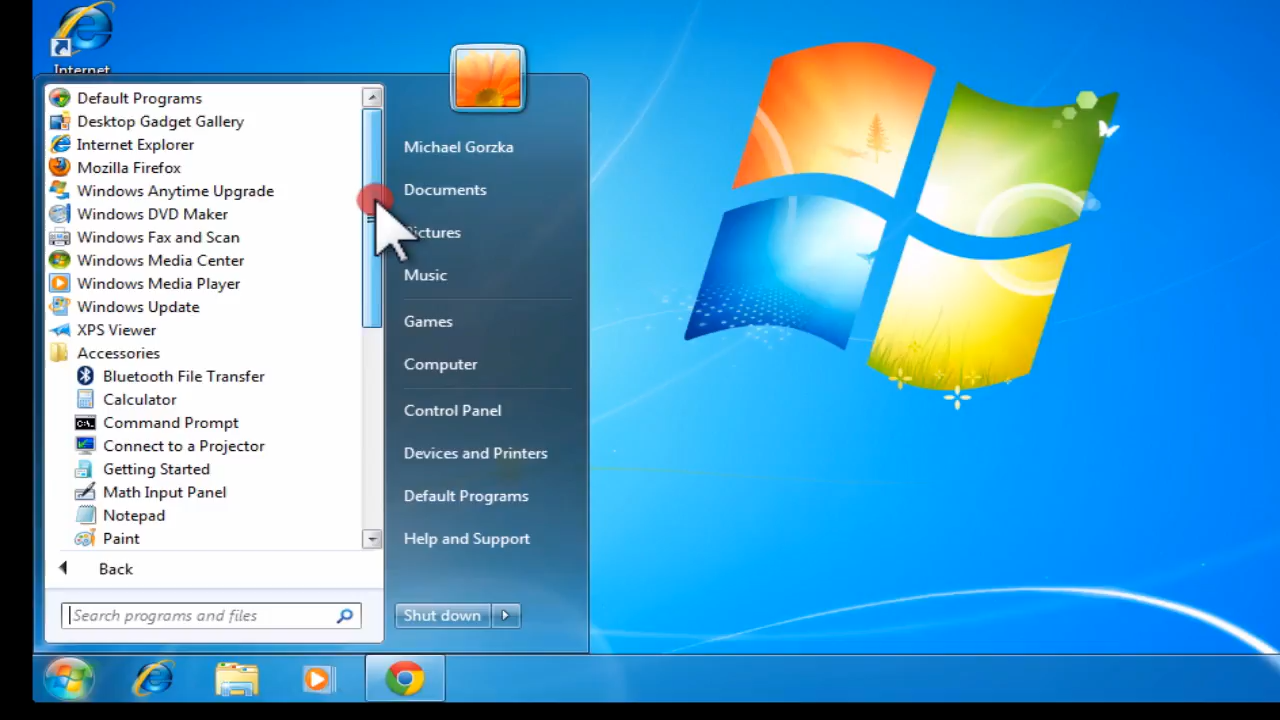 Internet
Default Programs
Desktop Gadget Gallery
Internet Explorer
Mozilla Firefox
Windows Anytime Upgrade
Windows DVD Maker
Windows Fax and Scan
Windows Media Center
Windows Media Player
Windows Update
XPS Viewer
Accessories
Bluetooth File Transfer
Calculator
Command Prompt
Connect to a Projector
Getting Started
Math Input Panel
Notepad
Paint
Back
Search programs and files
Michael Gorzka
Documents
ictures
Music
Games
Computer
Control Panel
Devices and Printers
Default Programs
Help and Support
Shut down